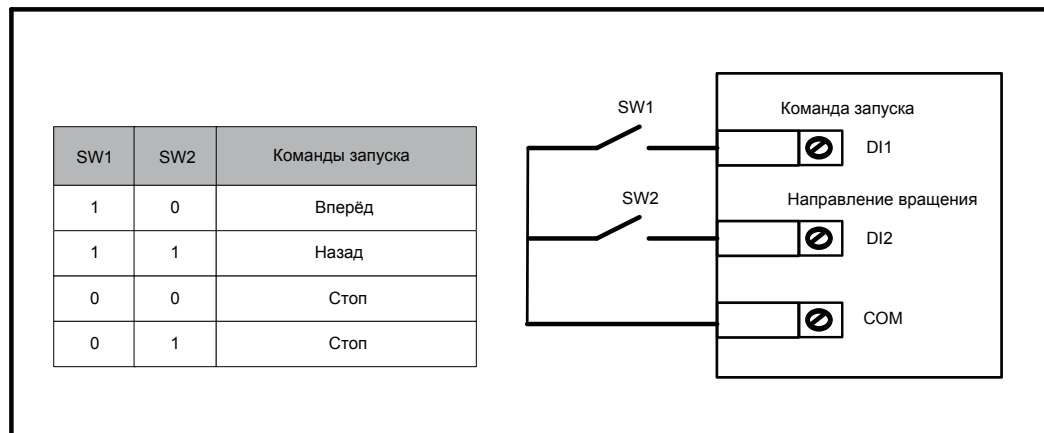 SW1 SW2 Команды запуска
1 0 Вперёд
1 1 Назад
0 0 Стоп
0 1 Стоп
SW1
Команда запуска
DI1
SW2
Направление вращения
DI2
COM